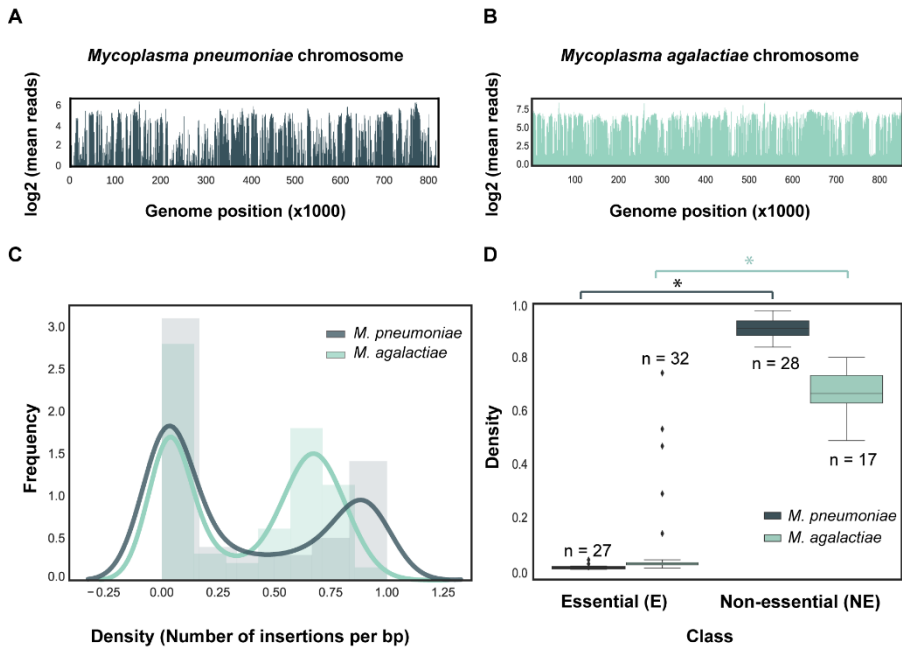 A
Mycoplasma pneumoniae chromosome
log2 (mean reads)
6
4
2
0
0 100 200 300 400 500 600 700 800
Genome position (x1000)
B
Mycoplasma agalactiae chromosome
log2 (mean reads)
7.5
5.0
2.5
0.0
100 200 300 400 500 600 700 800
Genome position (x1000)
C
Frequency
3.0
2.5
2.0
1.5
1.0
0.5
0.0
M. pneumoniae
M. agalactiae
−0.25 0.00 0.25 0.50 0.75 1.00 1.25
Density (Number of insertions per bp)
D
*
*
Density
1.0
0.8
0.6
0.4
0.2
0.0
n = 32
n = 28
n = 17
n = 27
M. pneumoniae
M. agalactiae
Essential (E) Non-essential (NE)
Class